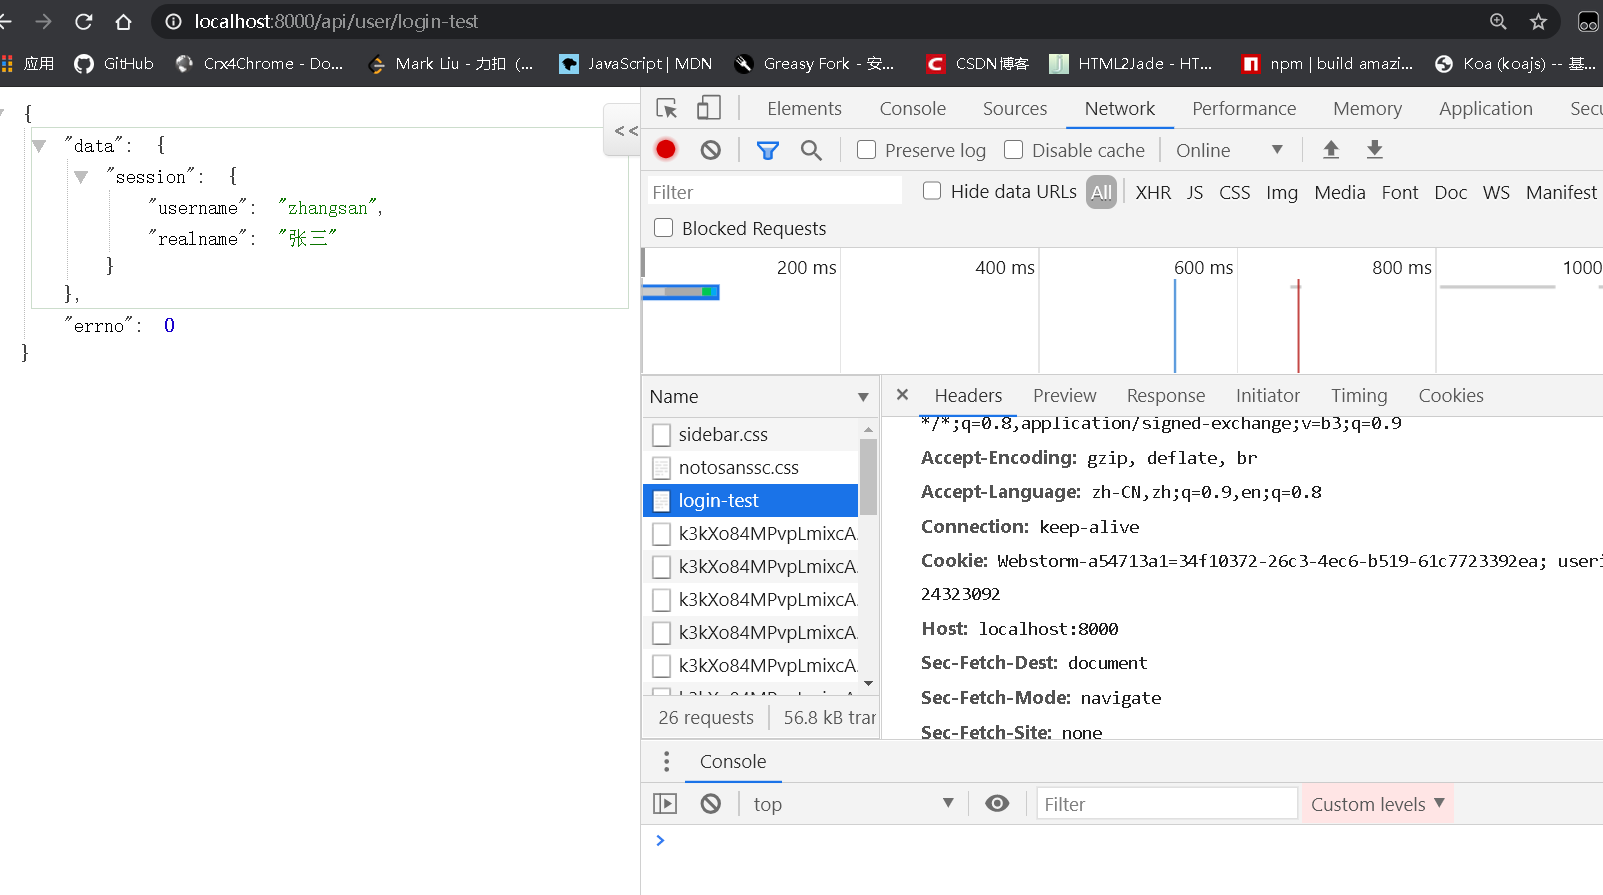 localhost:8000/api/user/login-test
应用 GitHub Crx4Chrome - Do... Mark Liu - 力扣（... JavaScript | MDN Greasy Fork - 安... CSDN博客 HTML2Jade - HT... npm | build amazi... Koa (koajs) -- 基...
{
"data": {
"session": {
"username": "zhangsan",
"realname": "张三"
}
},
"errno": 0
}
<<
Elements Console Sources Network Performance Memory Application Secu
Preserve log Disable cache Online
Filter Hide data URLs All XHR JS CSS Img Media Font Doc WS Manifest
Blocked Requests
200 ms 400 ms 600 ms 800 ms 1000
Name
sidebar.css
notosanssc.css
login-test
k3kXo84MPvpLmixcA.
k3kXo84MPvpLmixcA.
k3kXo84MPvpLmixcA.
k3kXo84MPvpLmixcA.
k3kXo84MPvpLmixcA.
26 requests 56.8 kB trar
× Headers Preview Response Initiator Timing Cookies
*/*;q=0.8,application/signed-exchange;v=b3;q=0.9
Accept-Encoding: gzip, deflate, br
Accept-Language: zh-CN,zh;q=0.9,en;q=0.8
Connection: keep-alive
Cookie: Webstorm-a54713a1=34f10372-26c3-4ec6-b519-61c7723392ea; useri
24323092
Host: localhost:8000
Sec-Fetch-Dest: document
Sec-Fetch-Mode: navigate
Sec-Fetch-Site: none
Console
top Filter Custom levels
>